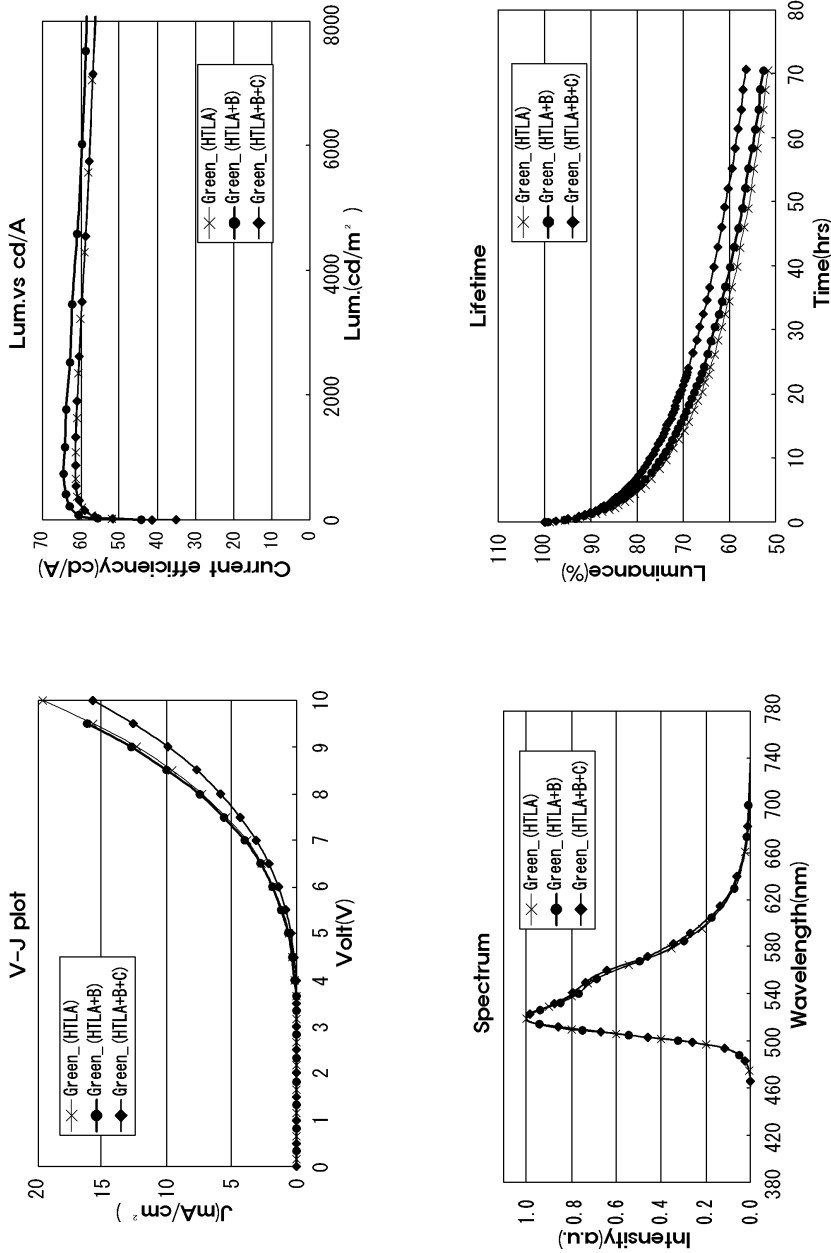 V-J plot
Green_(HTLA)
Green_(HTLA+B)
Green_(HTLA+B+C)
J(mA/cm²)
20
15
10
5
0
0 1 2 3 4 5 6 7 8 9 10
Volt(V)
Lum.vs cd/A
Green_(HTLA)
Green_(HTLA+B)
Green_(HTLA+B+C)
Current efficiency(cd/A)
70
60
50
40
30
20
10
0
0 2000 4000 6000 8000
Lum.(cd/m²)
Spectrum
Green_(HTLA)
Green_(HTLA+B)
Green_(HTLA+B+C)
Intensity(a.u.)
1.0
0.8
0.6
0.4
0.2
0.0
380 420 460 500 540 580 620 660 700 740 780
Wavelength(nm)
Lifetime
Green_(HTLA)
Green_(HTLA+B)
Green_(HTLA+B+C)
Luminance(%)
110
100
90
80
70
60
50
0 10 20 30 40 50 60 70 80
Time(hrs)